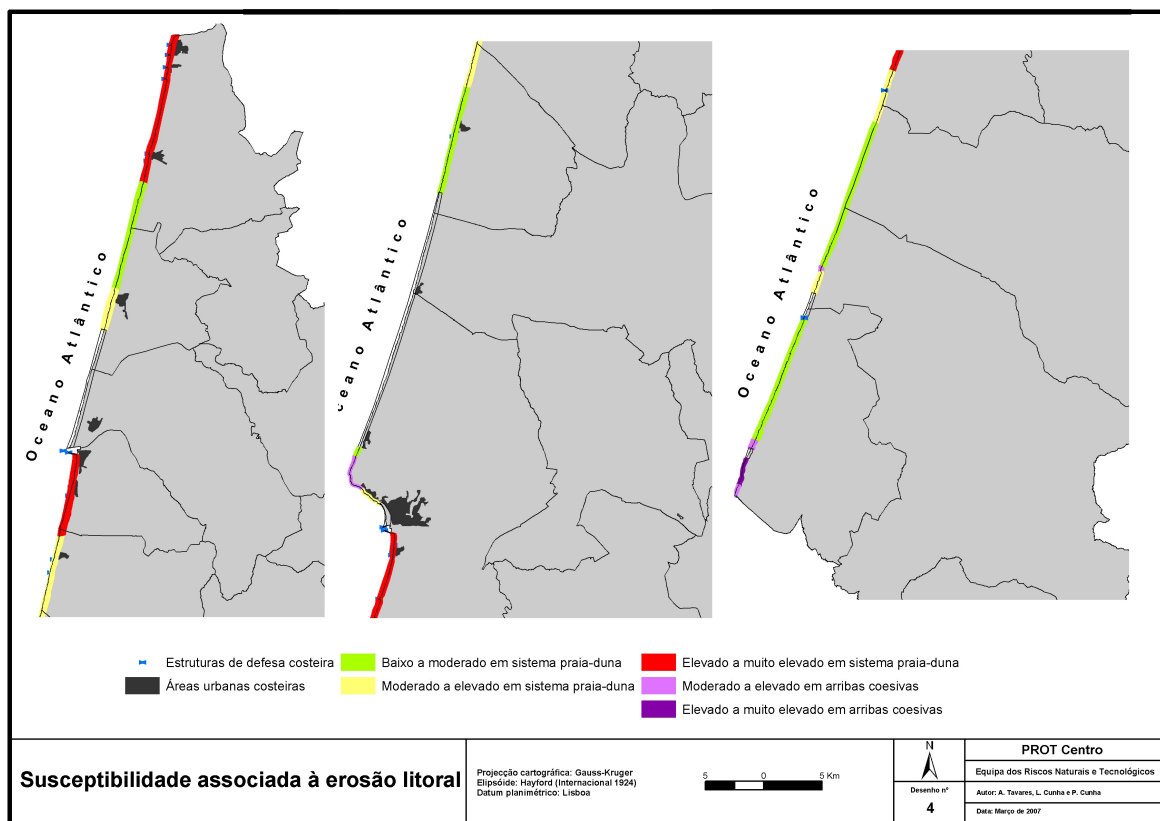 Oceano Atlântico
ceano Atlântico
Oceano Atlântico
Estruturas de defesa costeira
Áreas urbanas costeiras
Baixo a moderado em sistema praia-duna
Moderado a elevado em sistema praia-duna
Elevado a muito elevado em sistema praia-duna
Moderado a elevado em arribas coesivas
Elevado a muito elevado em arribas coesivas
Susceptibilidade associada à erosão litoral
Projecção cartográfica: Gauss-Kruger
Elipsóide: Hayford (Internacional 1924)
Datum planimétrico: Lisboa
5 0 5 Km
N
Desenho nº
4
PROT Centro
Equipa dos Riscos Naturais e Tecnológicos
Autor: A. Tavares, L. Cunha e P. Cunha
Data: Março de 2007